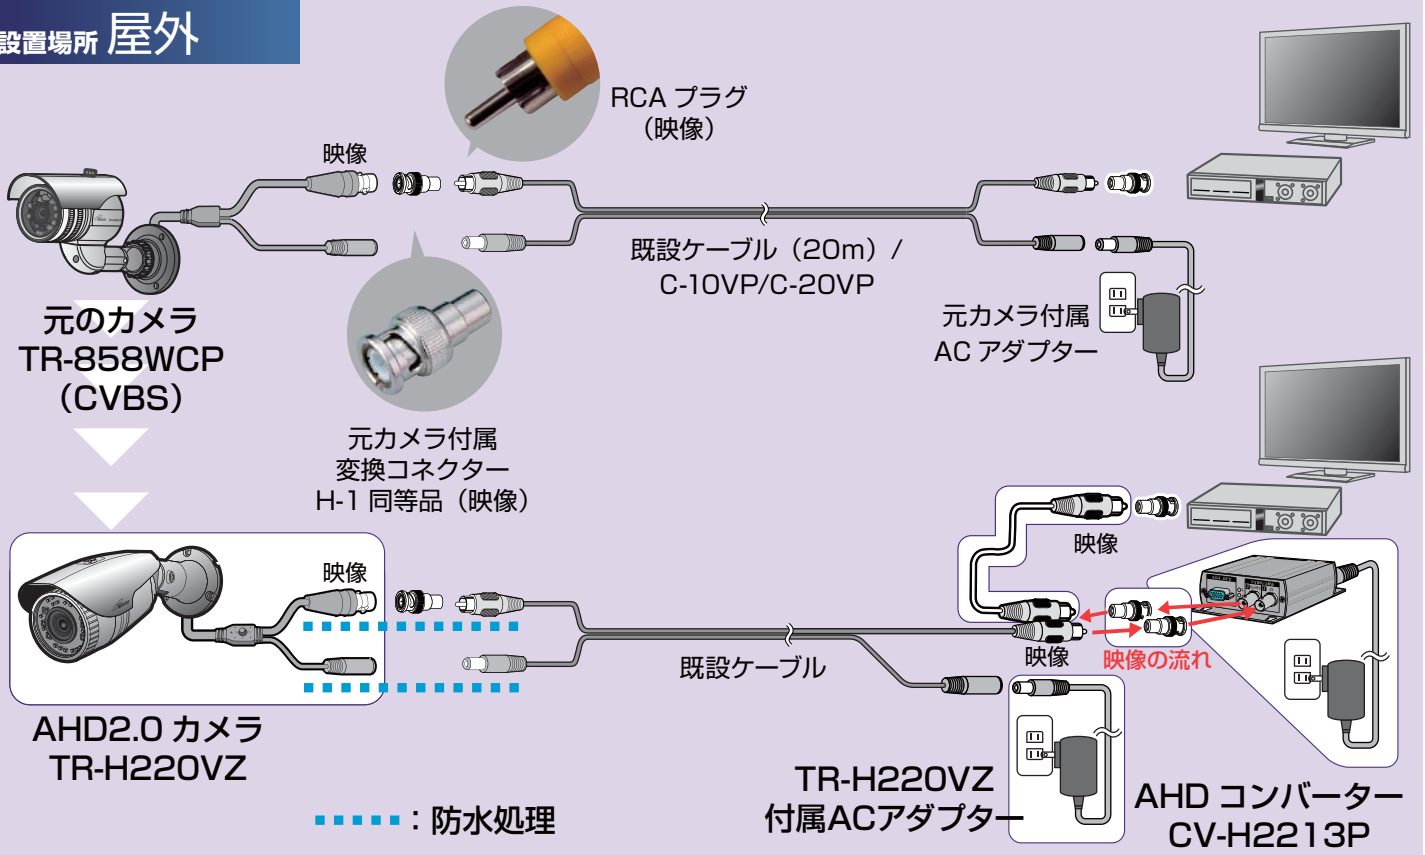 設置場所 屋外
RCA プラグ
（映像）
映像
既設ケーブル（20m）/
C-10VP/C-20VP
元のカメラ
TR-858WCP
（CVBS）
元カメラ付属
AC アダプター
元カメラ付属
変換コネクター
H-1 同等品（映像）
映像
映像
映像
映像の流れ
既設ケーブル
AHD2.0 カメラ
TR-H220VZ
TR-H220VZ
付属ACアダプター
AHD コンバーター
CV-H2213P
：防水処理